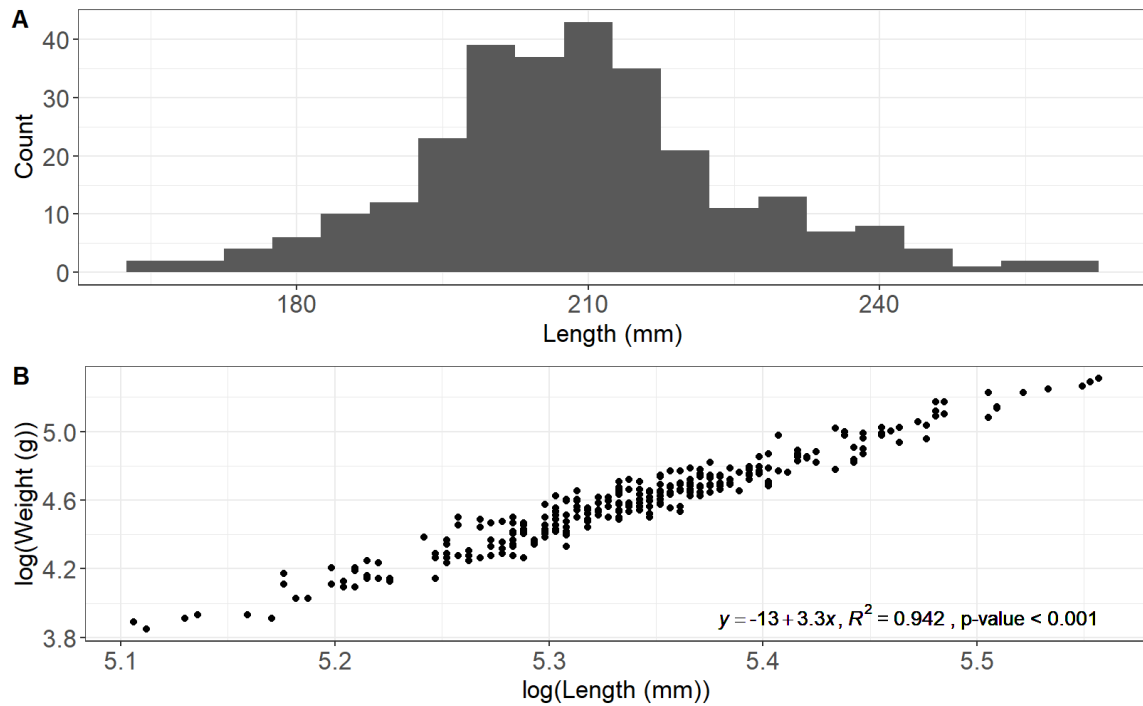 A
40
30
20
10
0
Count
180 210 240
Length (mm)
B
5.0
4.6
4.2
3.8
log(Weight (g))
y = -13 + 3.3x, R² = 0.942 , p-value < 0.001
5.1 5.2 5.3 5.4 5.5
log(Length (mm))